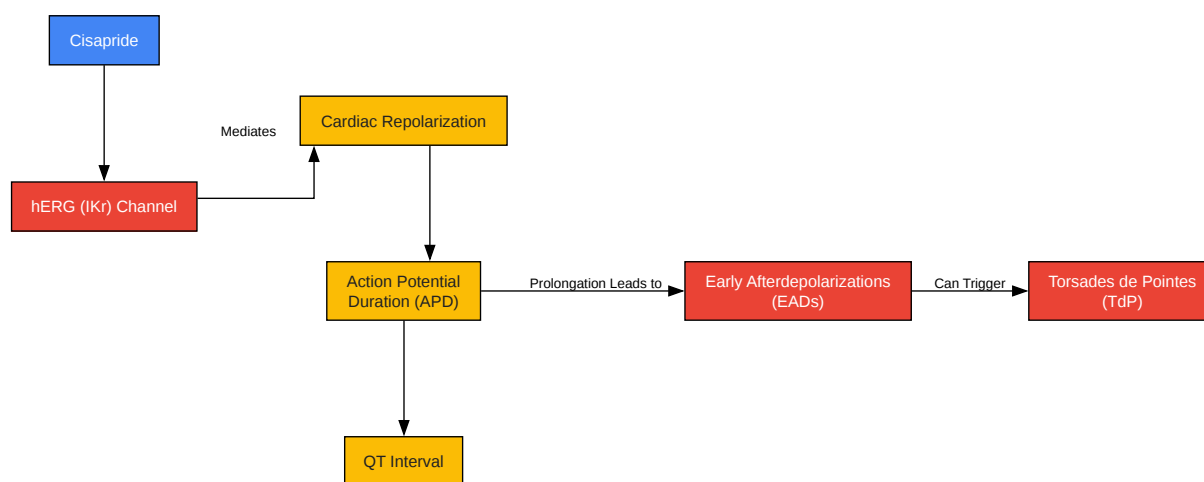 Cisapride
Cardiac Repolarization
Mediates
hERG (IKr) Channel
Action Potential
Duration (APD)
Prolongation Leads to
Early Afterdepolarizations
(EADs)
Can Trigger
Torsades de Pointes
(TdP)
QT Interval